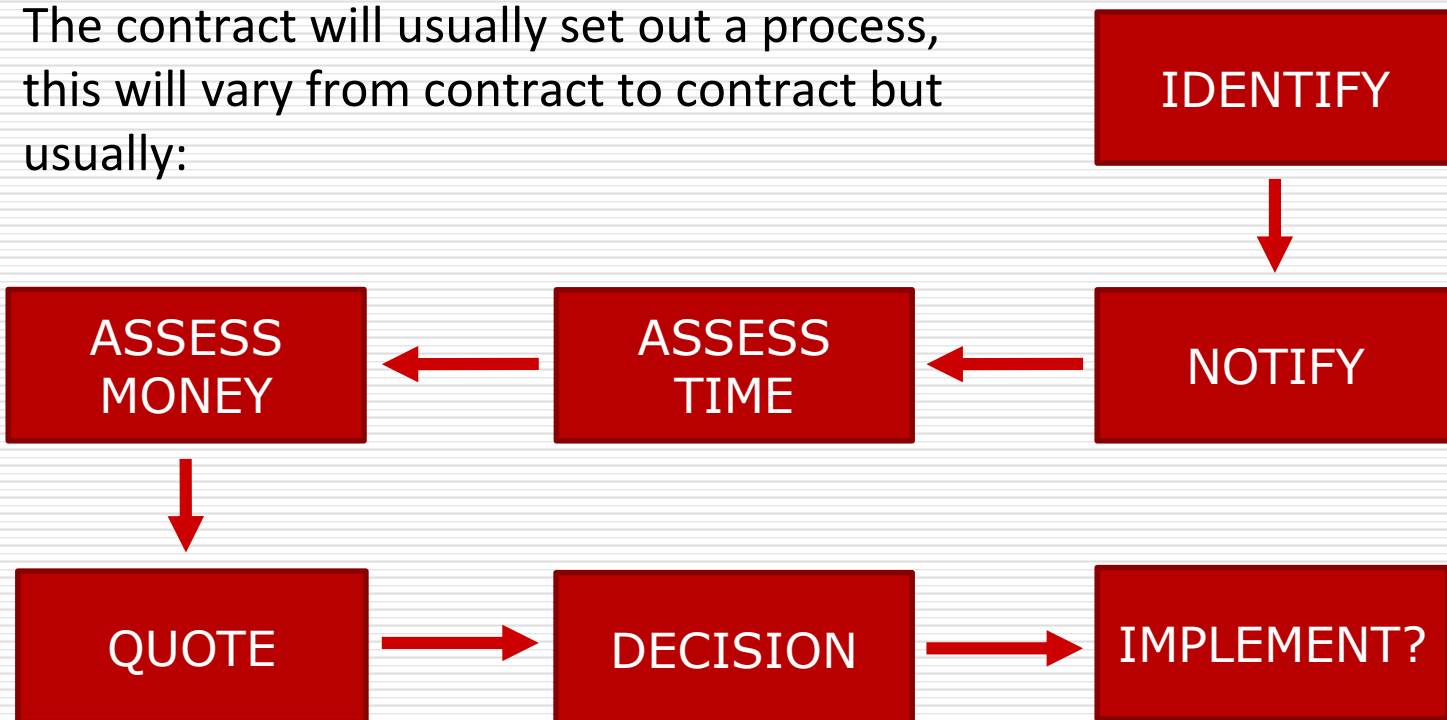 The contract will usually set out a process,
this will vary from contract to contract but
usually:
IDENTIFY
NOTIFY
ASSESS
TIME
ASSESS
MONEY
QUOTE
DECISION
IMPLEMENT?